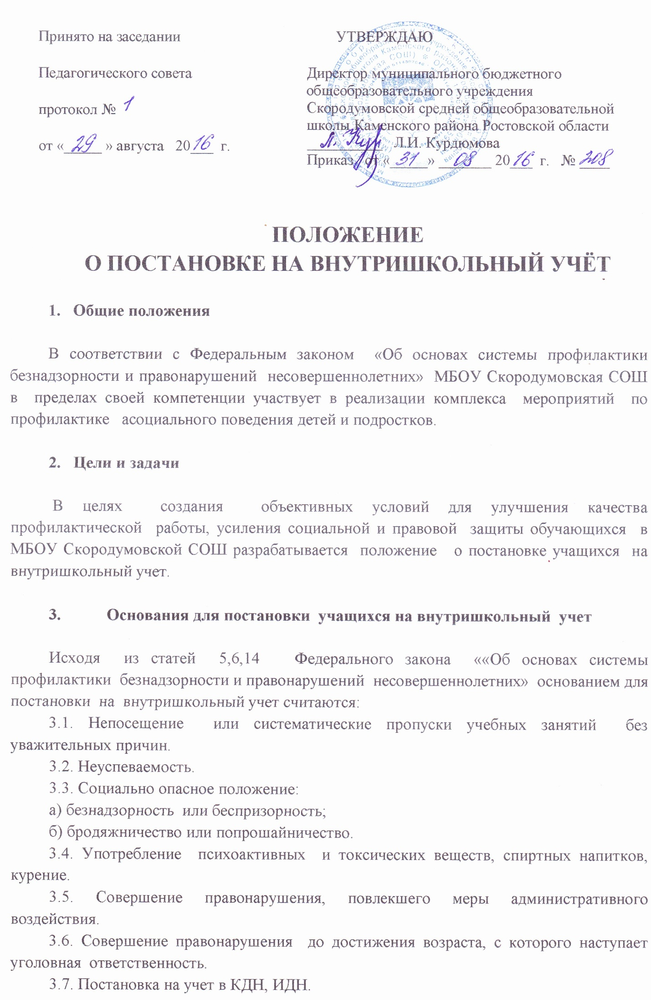 Принято на заседании
Педагогического совета
протокол № 1
от « 29 » августа 2016 г.
УТВЕРЖДАЮ
Директор муниципального бюджетного
общеобразовательного учреждения
Скородумовской средней общеобразовательной
школы Каменского района Ростовской области
Л.И. Курдюмова
Приказ от « 31 » 08 2016 г. № 208
ПОЛОЖЕНИЕ
О ПОСТАНОВКЕ НА ВНУТРИШКОЛЬНЫЙ УЧЁТ
1. Общие положения
В соответствии с Федеральным законом «Об основах системы профилактики
безнадзорности и правонарушений несовершеннолетних» МБОУ Скородумовская СОШ
в пределах своей компетенции участвует в реализации комплекса мероприятий по
профилактике асоциального поведения детей и подростков.
2. Цели и задачи
В целях создания объективных условий для улучшения качества
профилактической работы, усиления социальной и правовой защиты обучающихся в
МБОУ Скородумовской СОШ разрабатывается положение о постановке учащихся на
внутришкольный учет.
3. Основания для постановки учащихся на внутришкольный учет
Исходя из статей 5,6,14 Федерального закона ««Об основах системы
профилактики безнадзорности и правонарушений несовершеннолетних» основанием для
постановки на внутришкольный учет считаются:
3.1. Непосещение или систематические пропуски учебных занятий без
уважительных причин.
3.2. Неуспеваемость.
3.3. Социально опасное положение:
а) безнадзорность или беспризорность;
б) бродяжничество или попрошайничество.
3.4. Употребление психоактивных и токсических веществ, спиртных напитков,
курение.
3.5. Совершение правонарушения, повлекшего меры административного
воздействия.
3.6. Совершение правонарушения до достижения возраста, с которого наступает
уголовная ответственность.
3.7. Постановка на учет в КДН, ИДН.